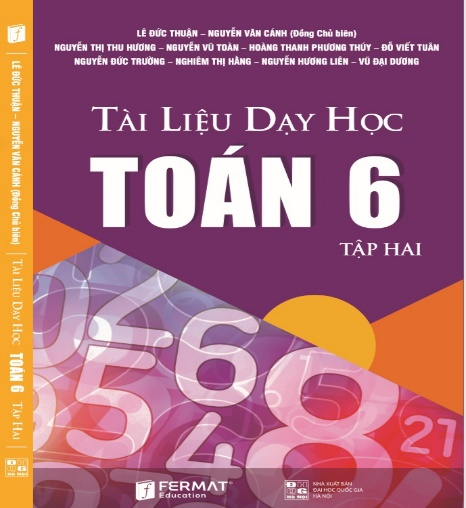 LÊ ĐỨC THUẬN – NGUYỄN VĂN CẢNH (Đồng Chủ biên)
NGUYỄN THỊ THU HƯƠNG – NGUYỄN VŨ TOÀN – HOÀNG THANH PHƯƠNG THÚY – ĐỖ VIẾT TUÂN
NGUYỄN ĐỨC TRƯỜNG – NGHIÊM THỊ HẰNG – NGUYỄN HƯƠNG LIÊN – VŨ ĐẠI DƯƠNG
TÀI LIỆU DẠY HỌC
TOÁN 6
TẬP HAI
FERMAT
Education
NHÀ XUẤT BẢN
ĐẠI HỌC QUỐC GIA
HÀ NỘI
LÊ ĐỨC THUẬN – NGUYỄN VĂN CẢNH (Đồng Chủ biên)
TÀI LIỆU DẠY HỌC TOÁN 6 TẬP HAI